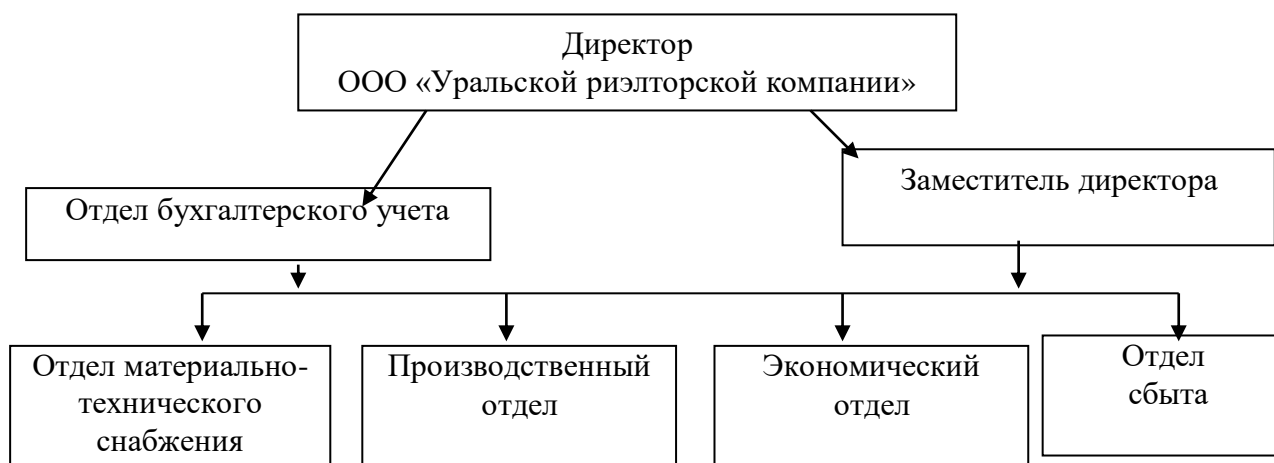 Директор
ООО «Уральской риэлторской компании»
Заместитель директора
Отдел бухгалтерского учета
Отдел материально-
технического
снабжения
Производственный
отдел
Экономический
отдел
Отдел
сбыта